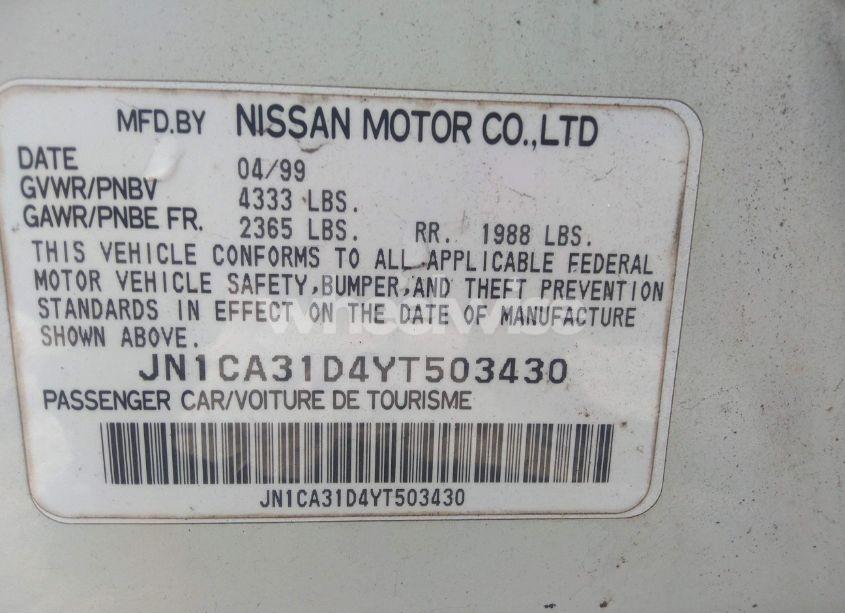 MFD.BY NISSAN MOTOR CO.,LTD
DATE 04/99
GVWR/PNBV 4333 LBS.
GAWR/PNBE FR. 2365 LBS. RR. 1988 LBS.
THIS VEHICLE CONFORMS TO ALL APPLICABLE FEDERAL
MOTOR VEHICLE SAFETY,BUMPER,AND THEFT PREVENTION
STANDARDS IN EFFECT ON THE DATE OF MANUFACTURE
SHOWN ABOVE.
wheelwise
JN1CA31D4YT503430
PASSENGER CAR/VOITURE DE TOURISME
JN1CA31D4YT503430